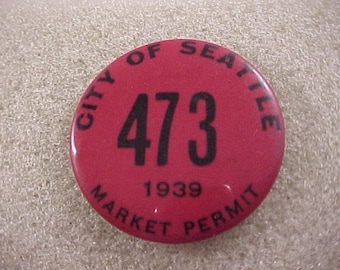 CITY OF SEATTLE
473
1939
MARKET PERMIT